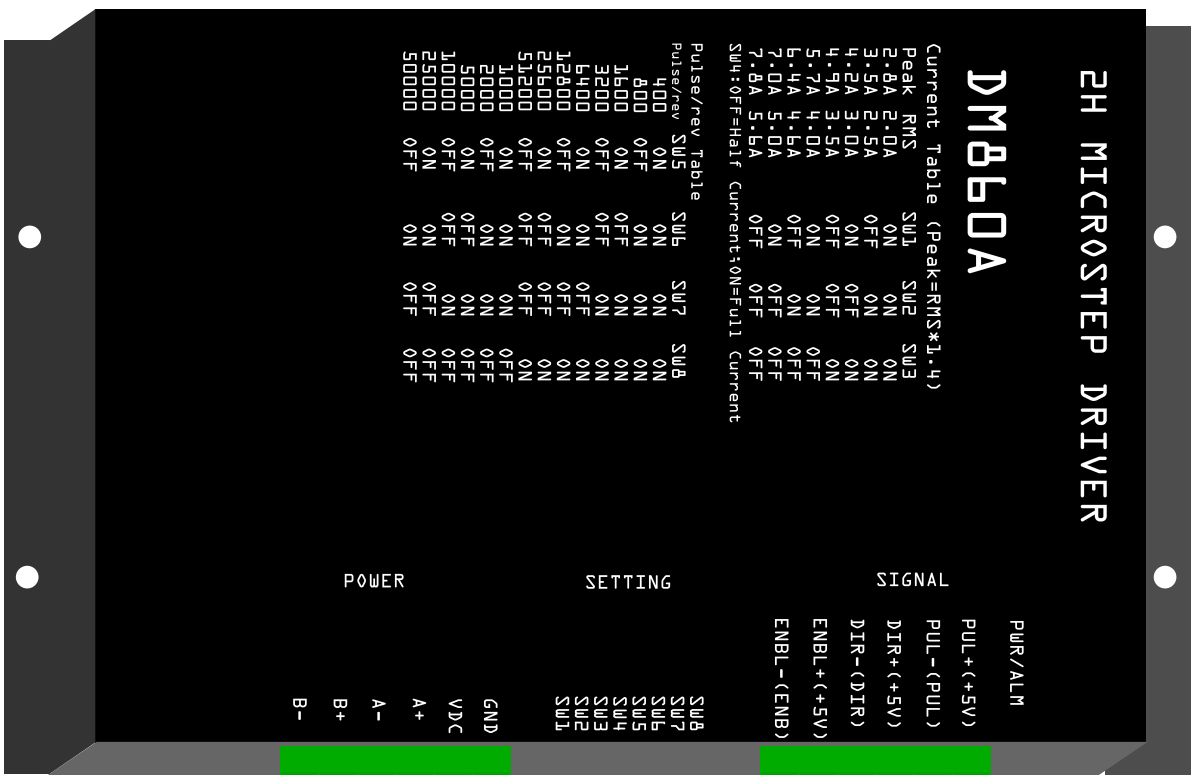 2H MICROSTEP DRIVER
DM860A
Current Table (Peak=RMS*1.4)
Peak RMS SW1 SW2 SW3
2.8A 2.0A ON ON ON
3.5A 2.5A OFF ON ON
4.2A 3.0A ON OFF ON
4.9A 3.5A OFF OFF ON
5.7A 4.0A ON ON OFF
6.4A 4.6A OFF ON OFF
7.0A 5.0A ON OFF OFF
7.8A 5.6A OFF OFF OFF
SW4:OFF=Half Current;ON=Full Current
Pulse/rev Table
Pulse/rev SW5 SW6 SW7 SW8
400 ON ON ON ON
800 OFF ON ON ON
1600 ON OFF ON ON
3200 OFF OFF ON ON
6400 ON ON OFF ON
12800 OFF ON OFF ON
25600 ON OFF OFF ON
51200 OFF OFF OFF ON
1000 ON ON ON OFF
2000 OFF ON ON OFF
5000 ON OFF ON OFF
10000 OFF OFF ON OFF
25000 ON ON OFF OFF
50000 OFF ON OFF OFF
POWER
SETTING
SIGNAL
PWR/ALM
PUL+(+5V)
PUL-(PUL)
DIR+(+5V)
DIR-(DIR)
ENBL+(+5V)
ENBL-(ENB)
SW8
SW7
SW6
SW5
SW4
SW3
SW2
SW1
GND
VDC
A+
A-
B+
B-